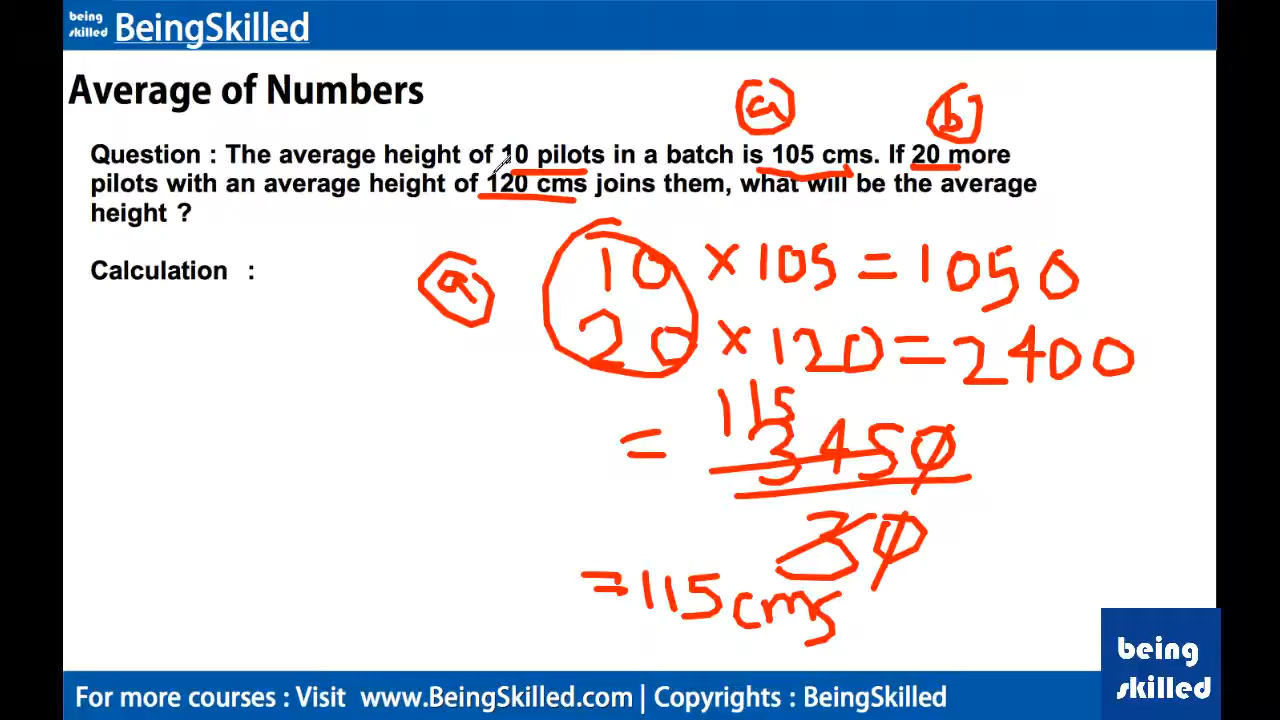 being
skilled BeingSkilled
Average of Numbers
a b
Question : The average height of 10 pilots in a batch is 105 cms. If 20 more
pilots with an average height of 120 cms joins them, what will be the average
height ?
Calculation :
a 10 × 105 = 1050
20 × 120 = 2400
115
= 3450
30
= 115 cms
being
skilled
For more courses : Visit www.BeingSkilled.com | Copyrights : BeingSkilled